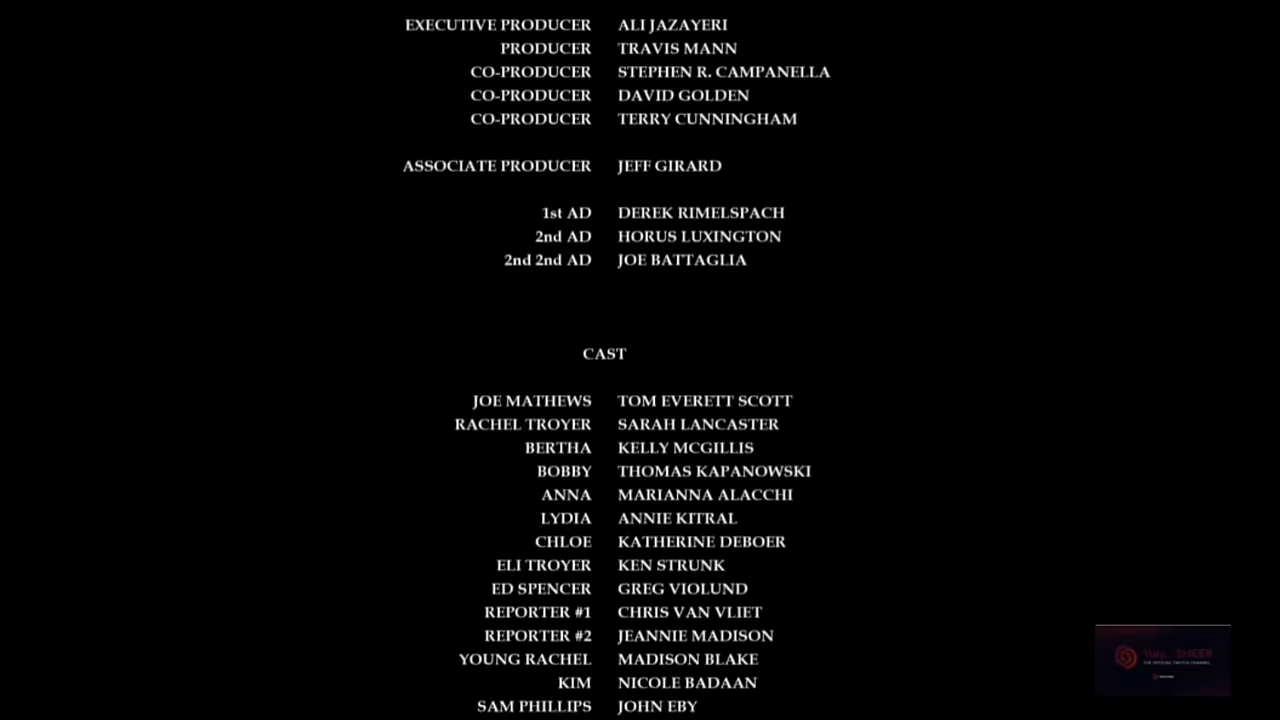 EXECUTIVE PRODUCER ALI JAZAYERI
PRODUCER TRAVIS MANN
CO-PRODUCER STEPHEN R. CAMPANELLA
CO-PRODUCER DAVID GOLDEN
CO-PRODUCER TERRY CUNNINGHAM
ASSOCIATE PRODUCER JEFF GIRARD
1st AD DEREK RIMELSPACH
2nd AD HORUS LUXINGTON
2nd 2nd AD JOE BATTAGLIA
CAST
JOE MATHEWS TOM EVERETT SCOTT
RACHEL TROYER SARAH LANCASTER
BERTHA KELLY MCGILLIS
BOBBY THOMAS KAPANOWSKI
ANNA MARIANNA ALACCHI
LYDIA ANNIE KITRAL
CHLOE KATHERINE DEBOER
ELI TROYER KEN STRUNK
ED SPENCER GREG VIOLUND
REPORTER #1 CHRIS VAN VLIET
REPORTER #2 JEANNIE MADISON
YOUNG RACHEL MADISON BLAKE
KIM NICOLE BADAAN
SAM PHILLIPS JOHN EBY
SHEER